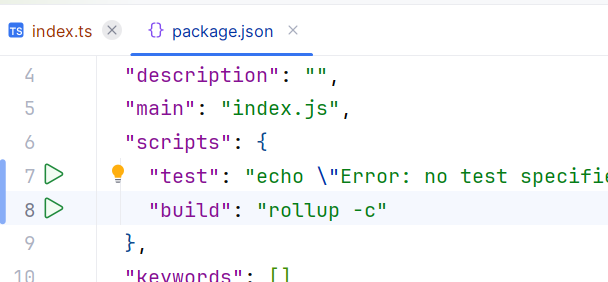 TS index.ts × {} package.json ×
4 "description": "",
5 "main": "index.js",
6 "scripts": {
7 "test": "echo \"Error: no test specifie
8 "build": "rollup -c"
9 },
10 "keywords": []